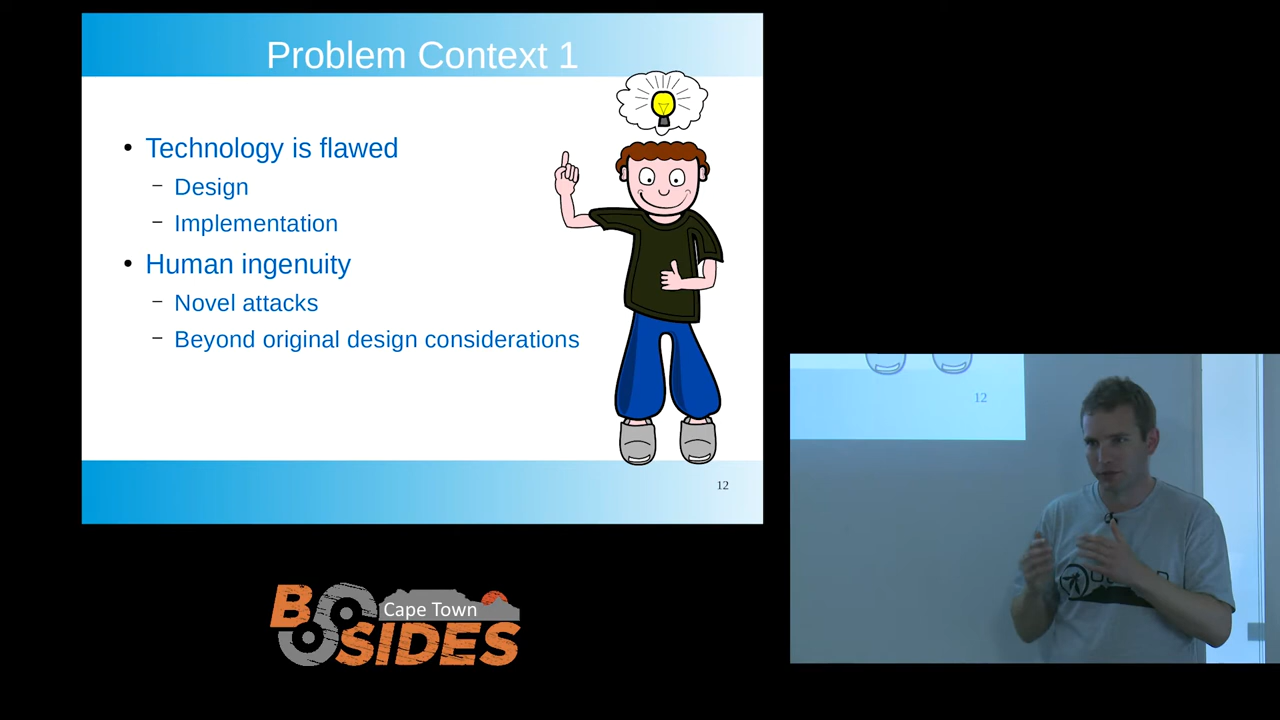 Problem Context 1
• Technology is flawed
– Design
– Implementation
• Human ingenuity
– Novel attacks
– Beyond original design considerations
12
12
BSIDES
Cape Town